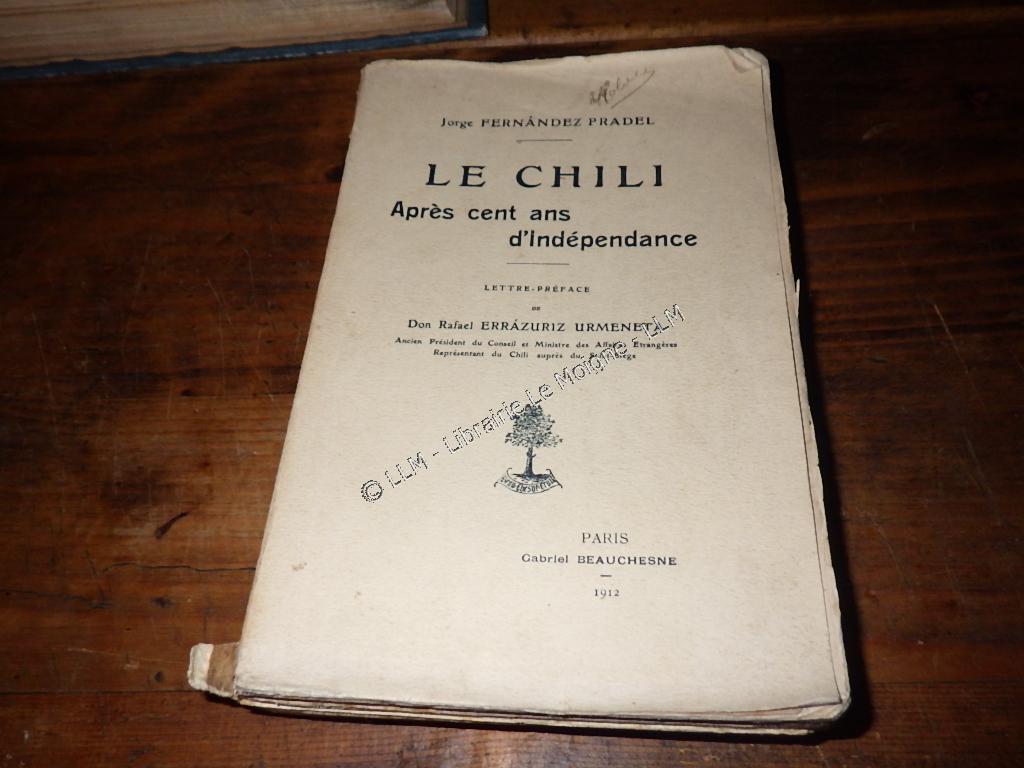 Jorge FERNÁNDEZ PRADEL
LE CHILI
Après cent ans
d'Indépendance
LETTRE-PRÉFACE
DE
Don Rafael ERRÁZURIZ URMENETA
Ancien Président du Conseil et Ministre des Affaires Étrangères
Représentant du Chili auprès du St-Siège
© LLM - Librairie Le Moigne - LLM
PARIS
Gabriel BEAUCHESNE
1912